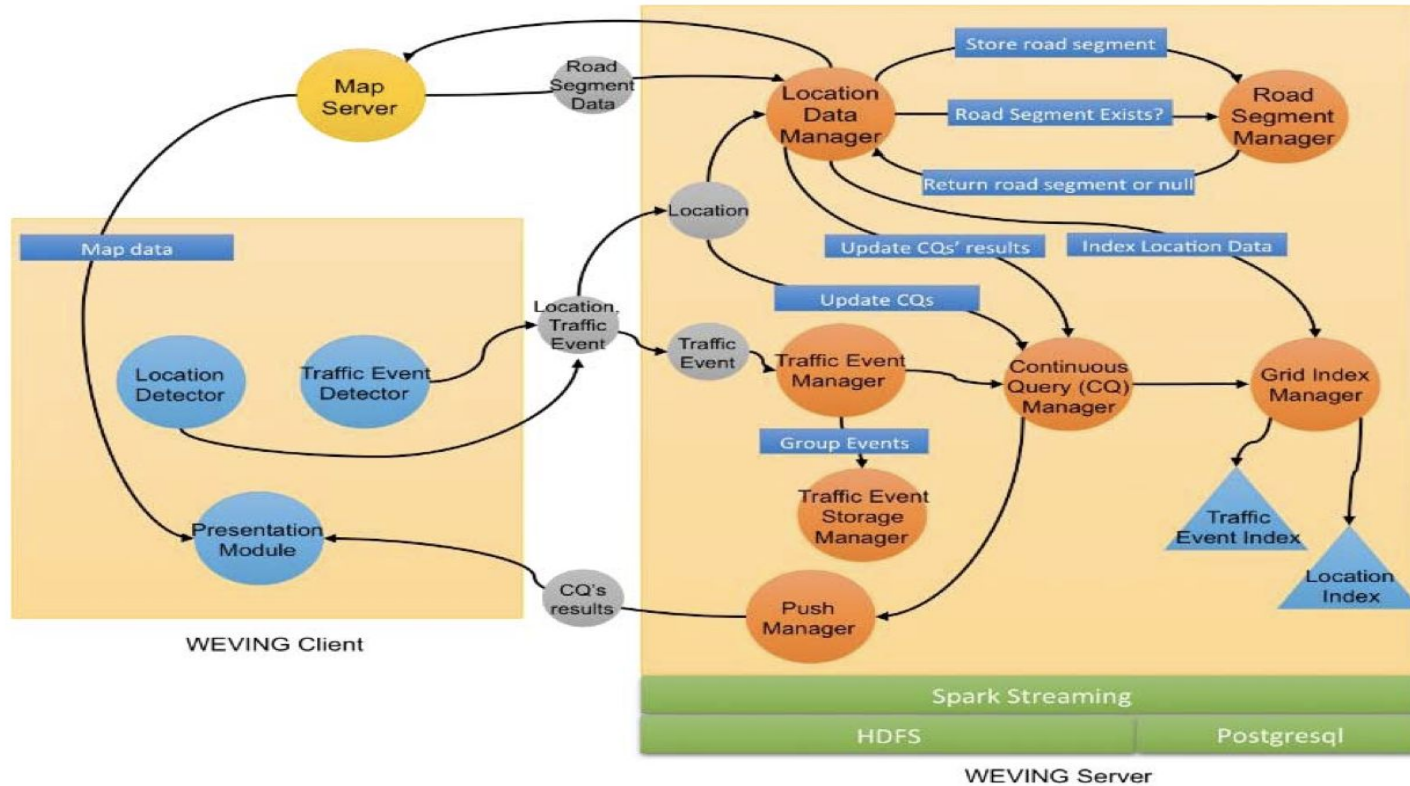 Map
Server
Road
Segment
Data
Location
Data
Manager
Store road segment
Road Segment Exists?
Return road segment or null
Road
Segment
Manager
Map data
Location
Update CQs' results
Index Location Data
Update CQs
Location,
Traffic
Event
Traffic
Event
Location
Detector
Traffic Event
Detector
Traffic Event
Manager
Continuous
Query (CQ)
Manager
Grid Index
Manager
Group Events
Traffic Event
Storage
Manager
Traffic
Event Index
Location
Index
Presentation
Module
CQ's
results
Push
Manager
WEVING Client
Spark Streaming
HDFS
Postgresql
WEVING Server